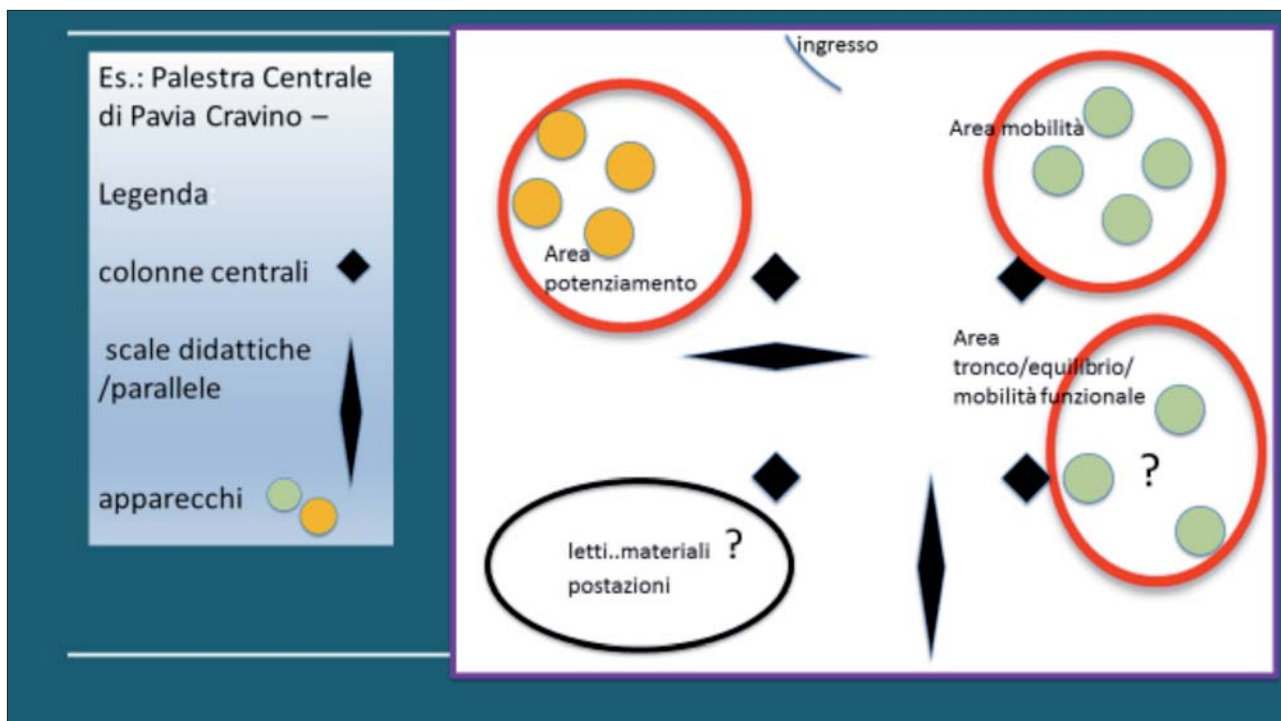 Es.: Palestra Centrale
di Pavia Cravino –
Legenda:
colonne centrali
scale didattiche
/parallele
apparecchi
ingresso
Area mobilità
Area
potenziamento
Area
tronco/equilibrio/
mobilità funzionale
?
letti..materiali ?
postazioni